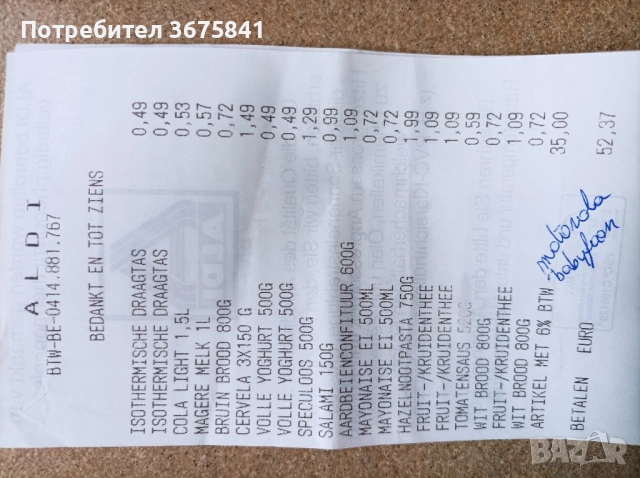 Потребител 3675841
A L D I
BTW-BE-0414.881.767
BEDANKT EN TOT ZIENS
ISOTHERMISCHE DRAAGTAS 0,49
ISOTHERMISCHE DRAAGTAS 0,49
COLA LIGHT 1,5L 0,53
MAGERE MELK 1L 0,57
BRUIN BROOD 800G 0,72
CERVELA 3X150 G 1,49
VOLLE YOGHURT 500G 0,49
VOLLE YOGHURT 500G 0,49
SPECULOOS 500G 1,29
SALAMI 150G 0,99
AARDBEIENCONFITUUR 600G 1,09
MAYONAISE EI 500ML 0,72
MAYONAISE EI 500ML 0,72
HAZELNOOTPASTA 750G 1,99
FRUIT-/KRUIDENTHEE 1,09
FRUIT-/KRUIDENTHEE 1,09
TOMATENSAUS 520G 0,59
WIT BROOD 800G 0,72
FRUIT-/KRUIDENTHEE 1,09
WIT BROOD 800G 0,72
ARTIKEL MET 6% BTW 35,00
motorola
babyfoon
BETALEN EURO 52,37
BAZAR